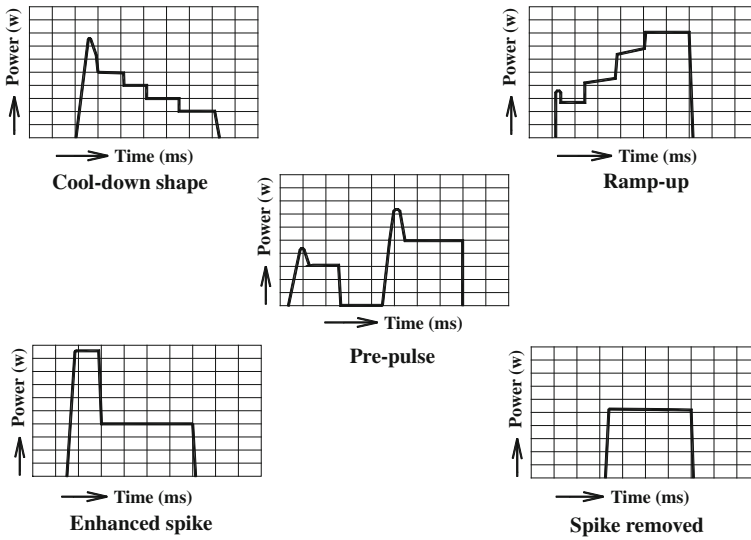 Power (w)
Time (ms)
Cool-down shape
Power (w)
Time (ms)
Ramp-up
Power (w)
Time (ms)
Pre-pulse
Power (w)
Time (ms)
Enhanced spike
Power (w)
Time (ms)
Spike removed